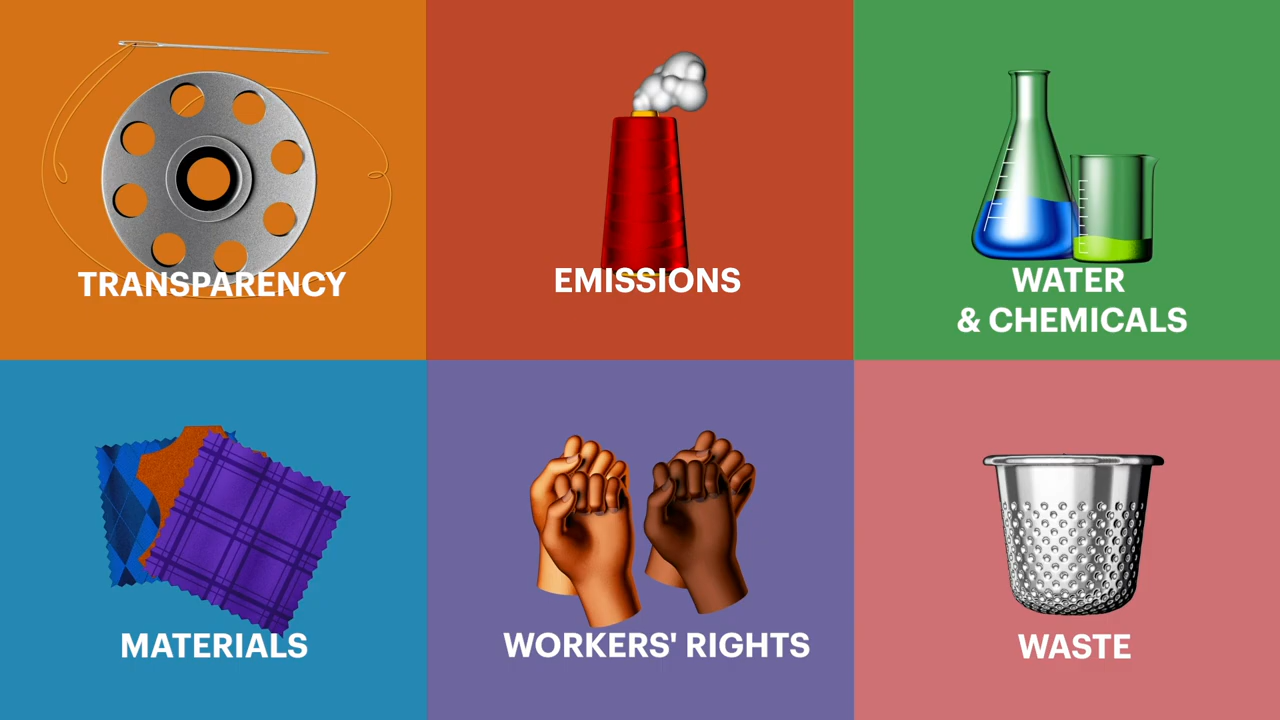 TRANSPARENCY
EMISSIONS
WATER
& CHEMICALS
MATERIALS
WORKERS' RIGHTS
WASTE